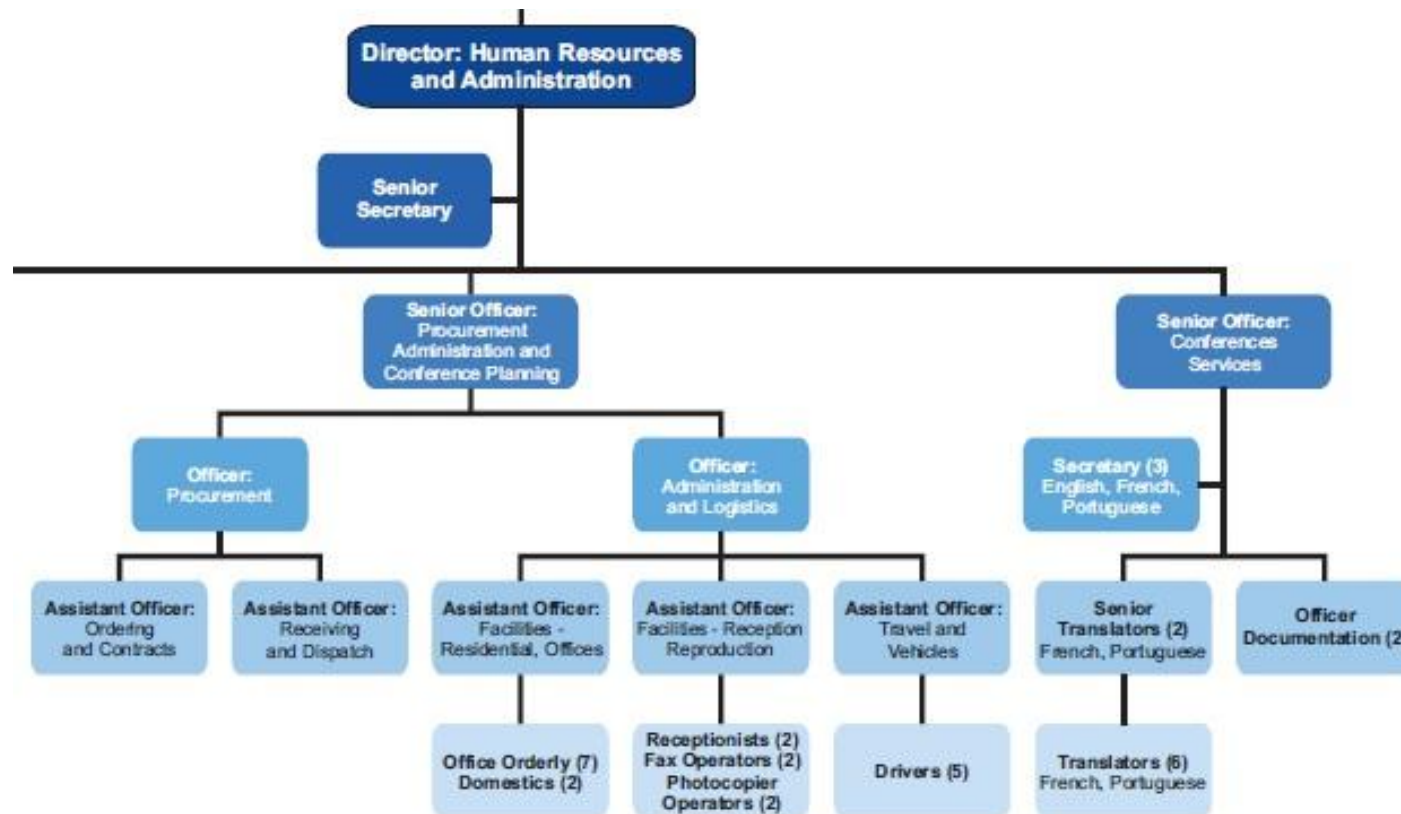 Director: Human Resources
and Administration
Senior
Secretary
Senior Officer:
Procurement
Administration and
Conference Planning
Senior Officer:
Conferences
Services
Officer:
Procurement
Officer:
Administration
and Logistics
Secretary (3)
English, French,
Portuguese
Assistant Officer:
Ordering
and Contracts
Assistant Officer:
Receiving
and Dispatch
Assistant Officer:
Facilities -
Residential, Offices
Assistant Officer:
Facilities - Reception
Reproduction
Assistant Officer:
Travel and
Vehicles
Senior
Translators (2)
French, Portuguese
Officer
Documentation (2
Office Orderly (7)
Domestics (2)
Receptionists (2)
Fax Operators (2)
Photocopier
Operators (2)
Drivers (5)
Translators (6)
French, Portuguese